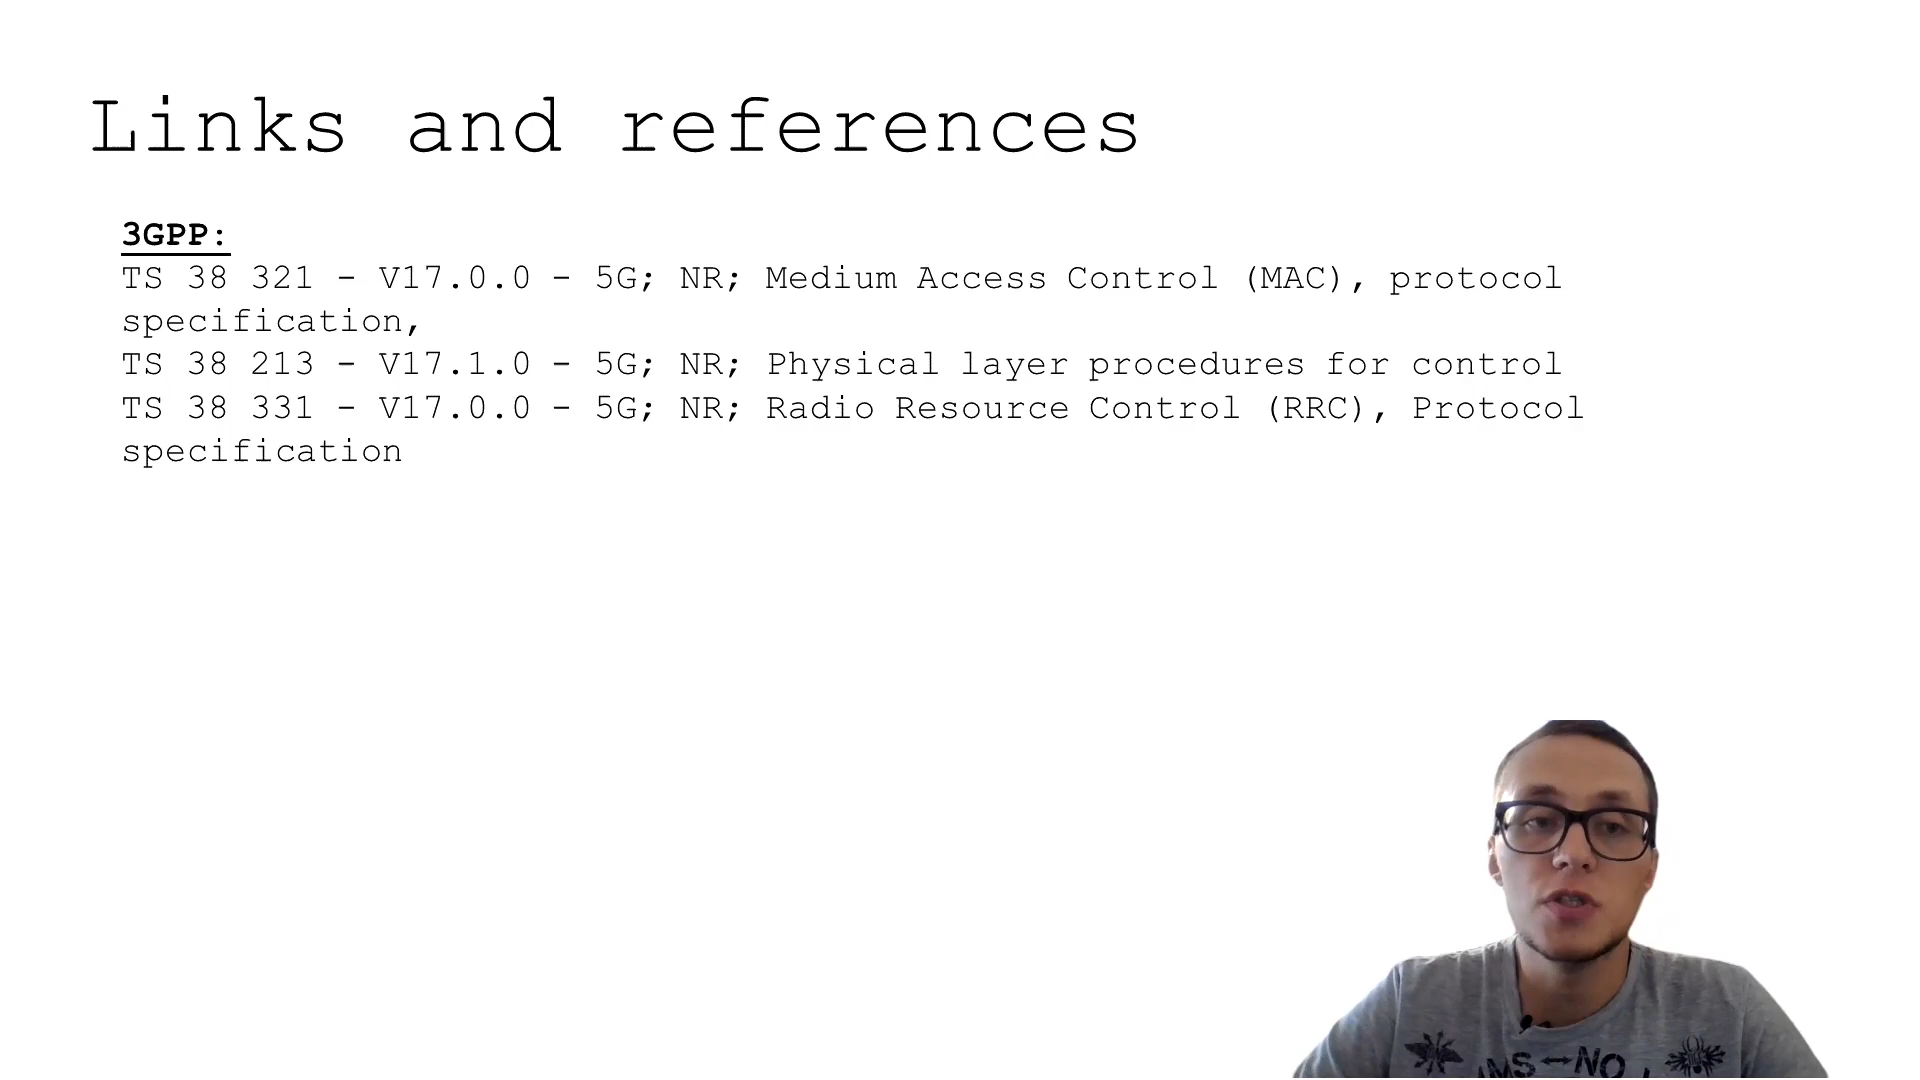 Links and references
3GPP:
TS 38 321 - V17.0.0 - 5G; NR; Medium Access Control (MAC), protocol
specification,
TS 38 213 - V17.1.0 - 5G; NR; Physical layer procedures for control
TS 38 331 - V17.0.0 - 5G; NR; Radio Resource Control (RRC), Protocol
specification